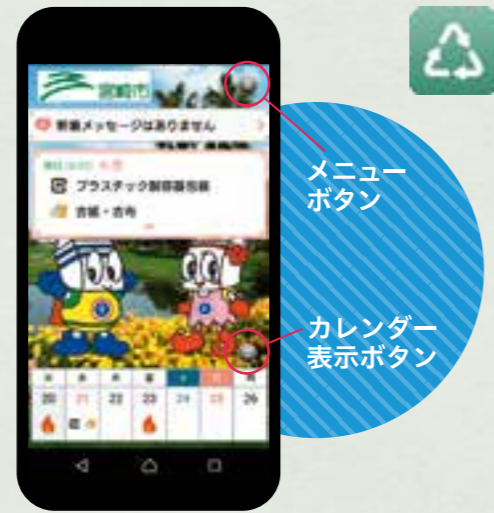 宮崎市
新着メッセージはありません
プラスチック製容器包装
古紙・古布
メニュー
ボタン
カレンダー
表示ボタン
20 21 22 23 24 25 26